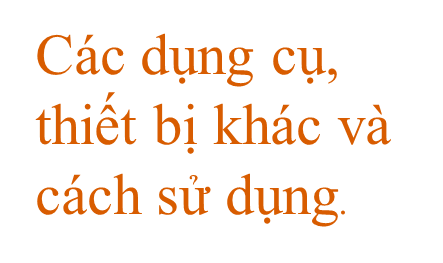 Các dụng cụ,
thiết bị khác và
cách sử dụng.